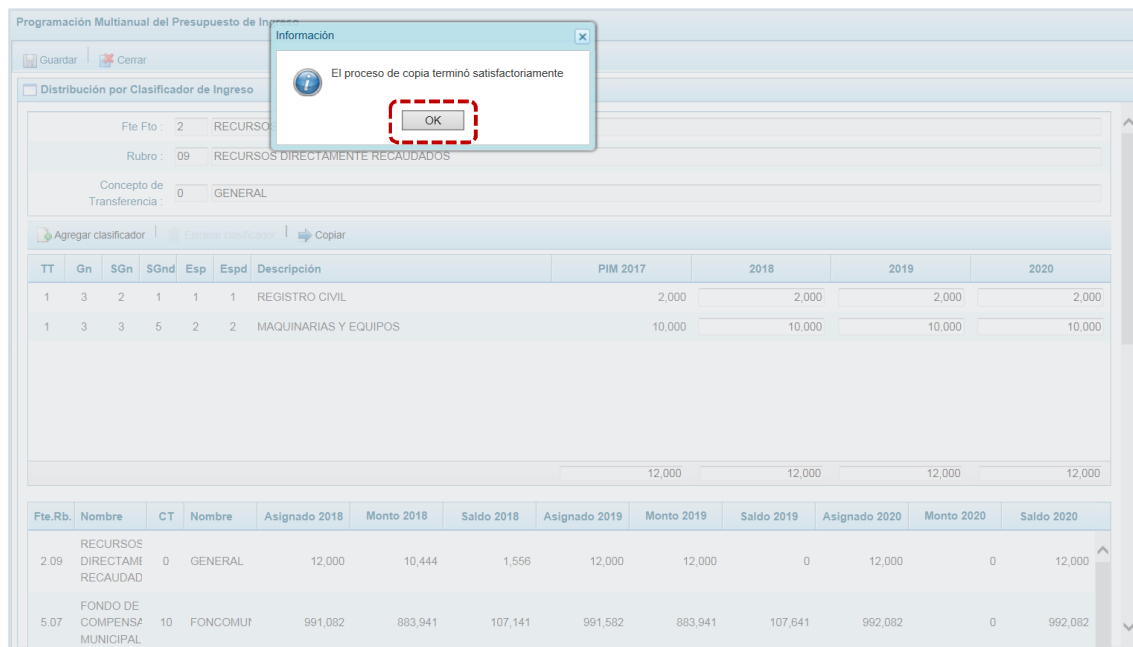 Programación Multianual del Presupuesto de Ingreso
Información
Guardar Cerrar
El proceso de copia terminó satisfactoriamente
OK
Distribución por Clasificador de Ingreso
Fte Fto : 2 RECURSOS
Rubro : 09 RECURSOS DIRECTAMENTE RECAUDADOS
Concepto de
Transferencia : 0 GENERAL
Agregar clasificador Eliminar clasificador Copiar
TT Gn SGn SGnd Esp Espd Descripción PIM 2017 2018 2019 2020
1 3 2 1 1 1 REGISTRO CIVIL 2,000 2,000 2,000 2,000
1 3 3 5 2 2 MAQUINARIAS Y EQUIPOS 10,000 10,000 10,000 10,000
12,000 12,000 12,000 12,000
Fte.Rb. Nombre CT Nombre Asignado 2018 Monto 2018 Saldo 2018 Asignado 2019 Monto 2019 Saldo 2019 Asignado 2020 Monto 2020 Saldo 2020
RECURSOS
2.09 DIRECTAME 0 GENERAL 12,000 10,444 1,556 12,000 12,000 0 12,000 0 12,000
RECAUDAD
FONDO DE
5.07 COMPENSA 10 FONCOMUN 991,082 883,941 107,141 991,582 883,941 107,641 992,082 0 992,082
MUNICIPAL